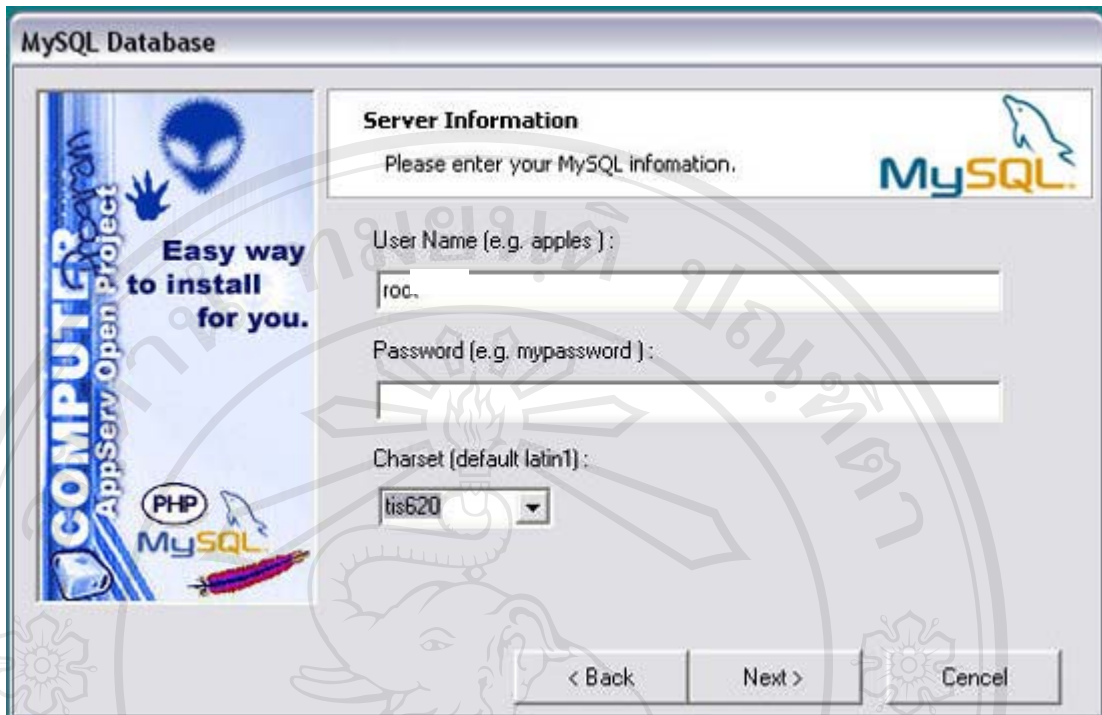 MySQL Database
COMPUTER
AppServ Open Project
Easy way
to install
for you.
PHP
MySQL
Server Information
Please enter your MySQL infomation.
MySQL.
User Name (e.g. apples ) :
Password (e.g. mypassword ) :
Charset (default latin1) :
tis620
< Back
Next >
Cencel